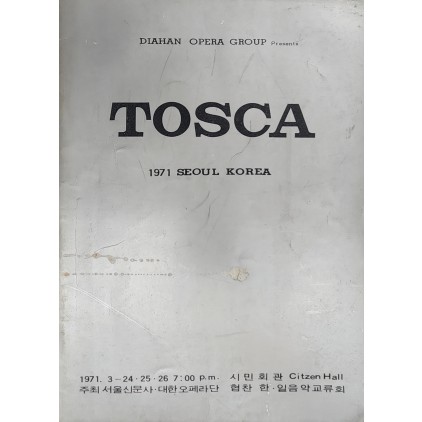 DIAHAN OPERA GROUP Presents
TOSCA
1971 SEOUL KOREA
1971. 3-24·25·26 7:00 p.m. 시민회관 Citzen Hall
주최 서울신문사·대한오페라단 협찬 한·일음악교류회